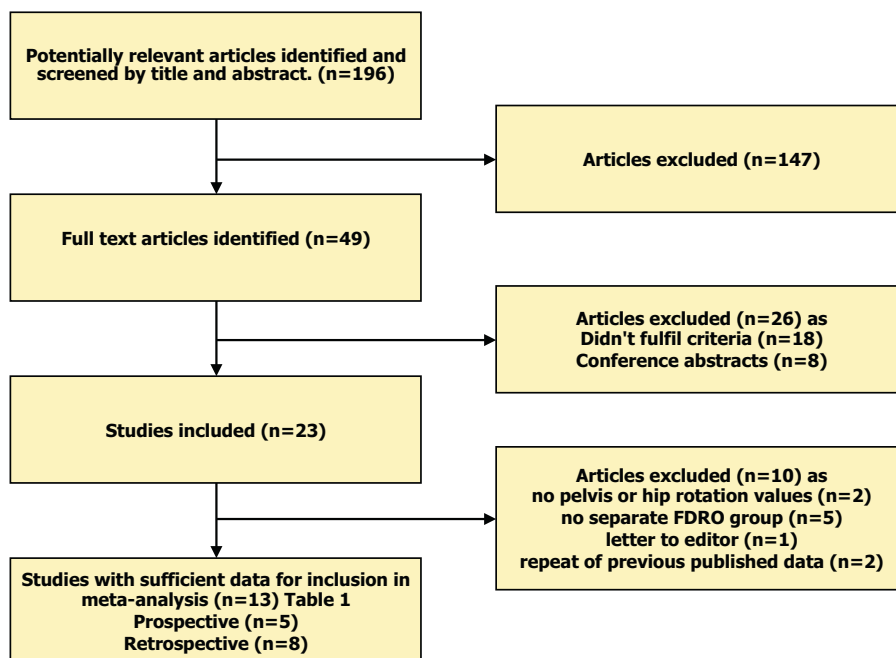 Potentially relevant articles identified and
screened by title and abstract. (n=196)
Articles excluded (n=147)
Full text articles identified (n=49)
Articles excluded (n=26) as
Didn't fulfil criteria (n=18)
Conference abstracts (n=8)
Studies included (n=23)
Articles excluded (n=10) as
no pelvis or hip rotation values (n=2)
no separate FDRO group (n=5)
letter to editor (n=1)
repeat of previous published data (n=2)
Studies with sufficient data for inclusion in
meta-analysis (n=13) Table 1
Prospective (n=5)
Retrospective (n=8)